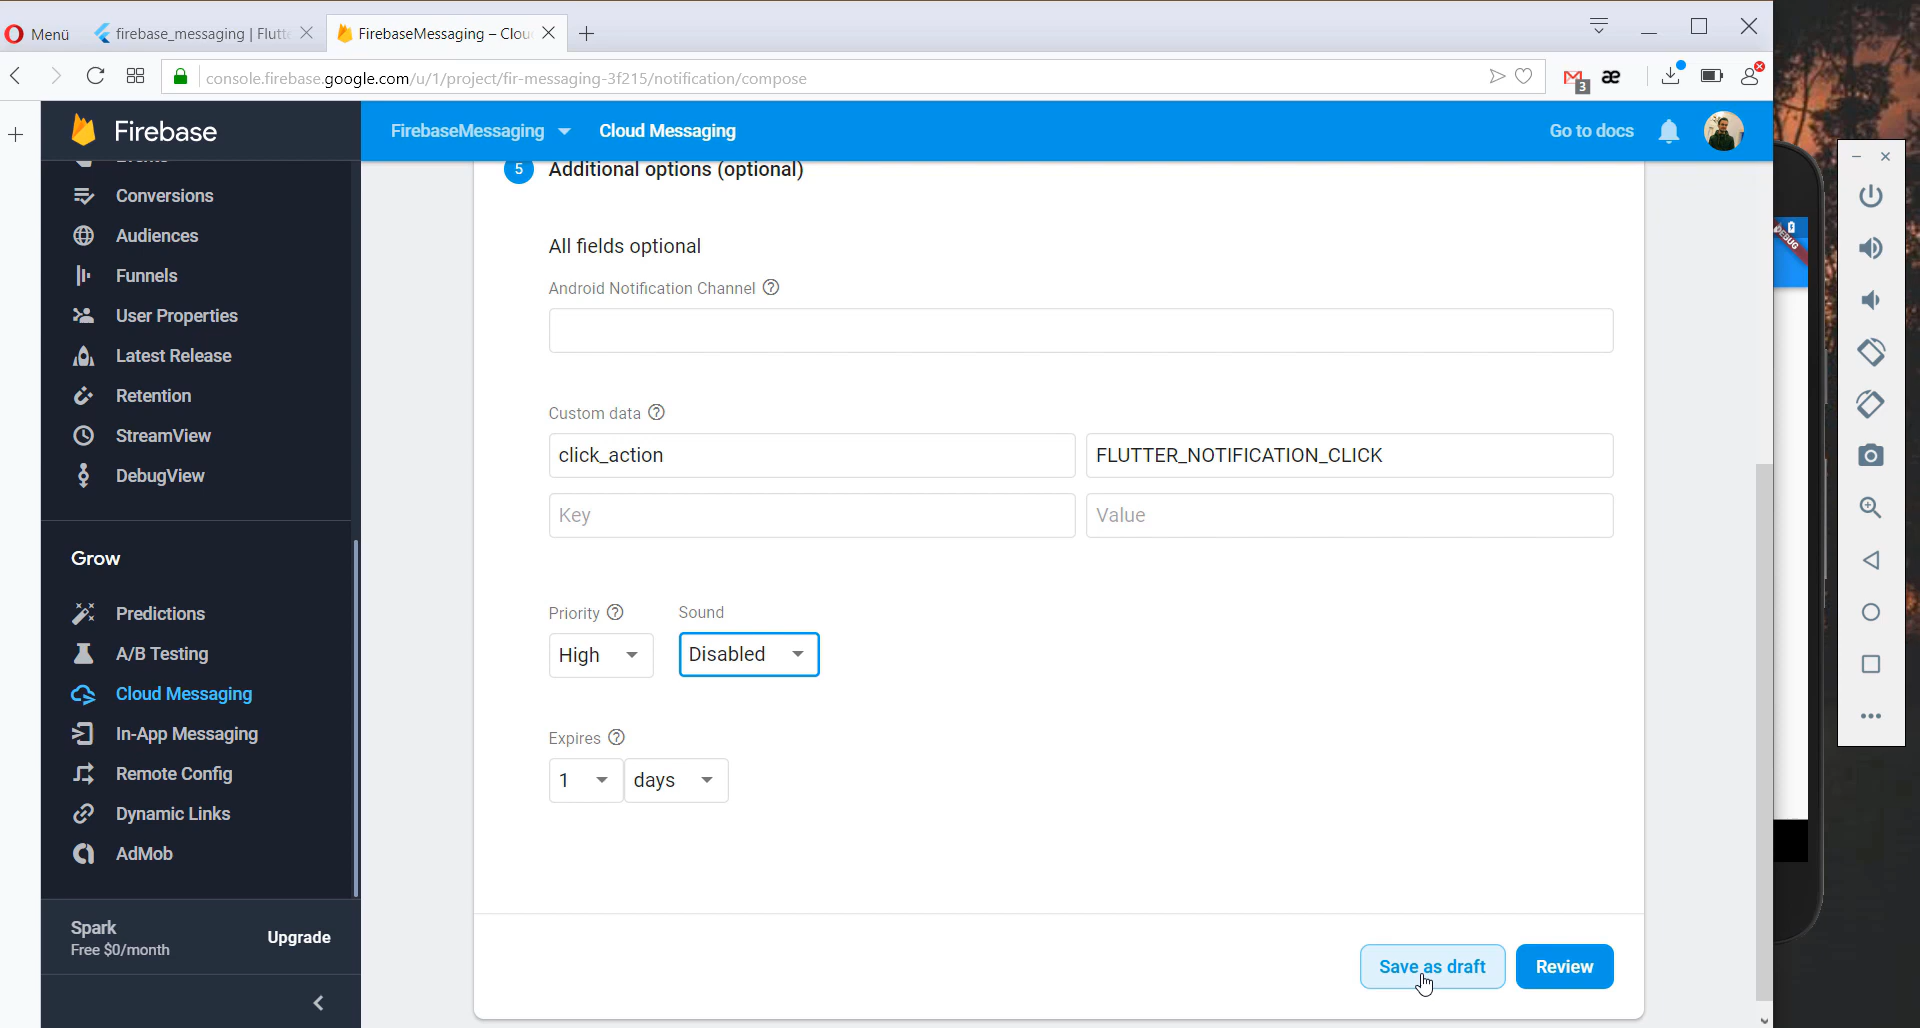 Menü
firebase_messaging | Flutte
FirebaseMessaging – Clou
console.firebase.google.com/u/1/project/fir-messaging-3f215/notification/compose
3
æ
Firebase
FirebaseMessaging
Cloud Messaging
Go to docs
Events
Conversions
Audiences
Funnels
User Properties
Latest Release
Retention
StreamView
DebugView
Grow
Predictions
A/B Testing
Cloud Messaging
In-App Messaging
Remote Config
Dynamic Links
AdMob
Spark
Free $0/month
Upgrade
5 Additional options (optional)
All fields optional
Android Notification Channel
Custom data
click_action
FLUTTER_NOTIFICATION_CLICK
Key
Value
Priority
Sound
High
Disabled
Expires
1
days
Save as draft
Review
DEBUG